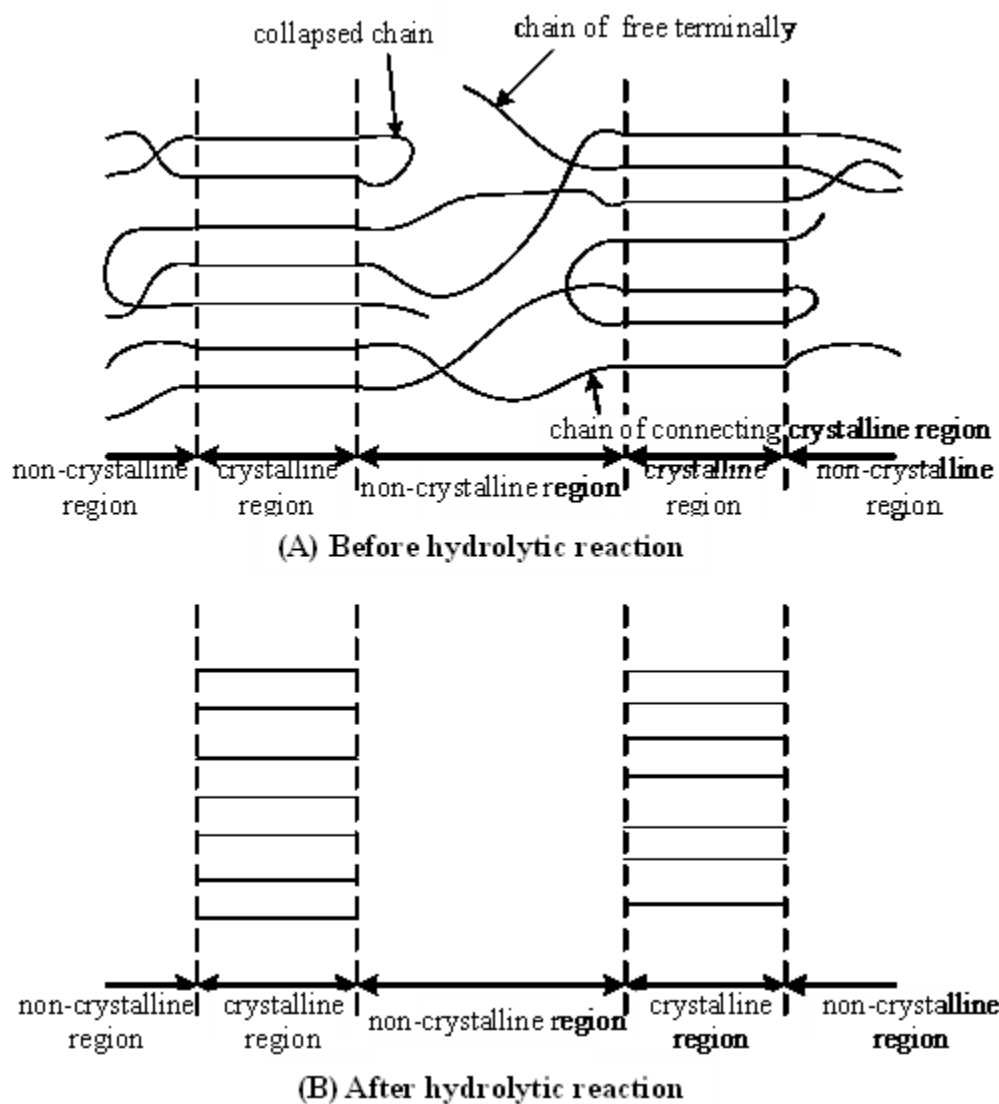 collapsed chain
chain of free terminally
chain of connecting crystalline region
non-crystalline region
crystalline region
non-crystalline region
crystalline region
non-crystalline region
(A) Before hydrolytic reaction
non-crystalline region
crystalline region
non-crystalline region
crystalline region
non-crystalline region
(B) After hydrolytic reaction